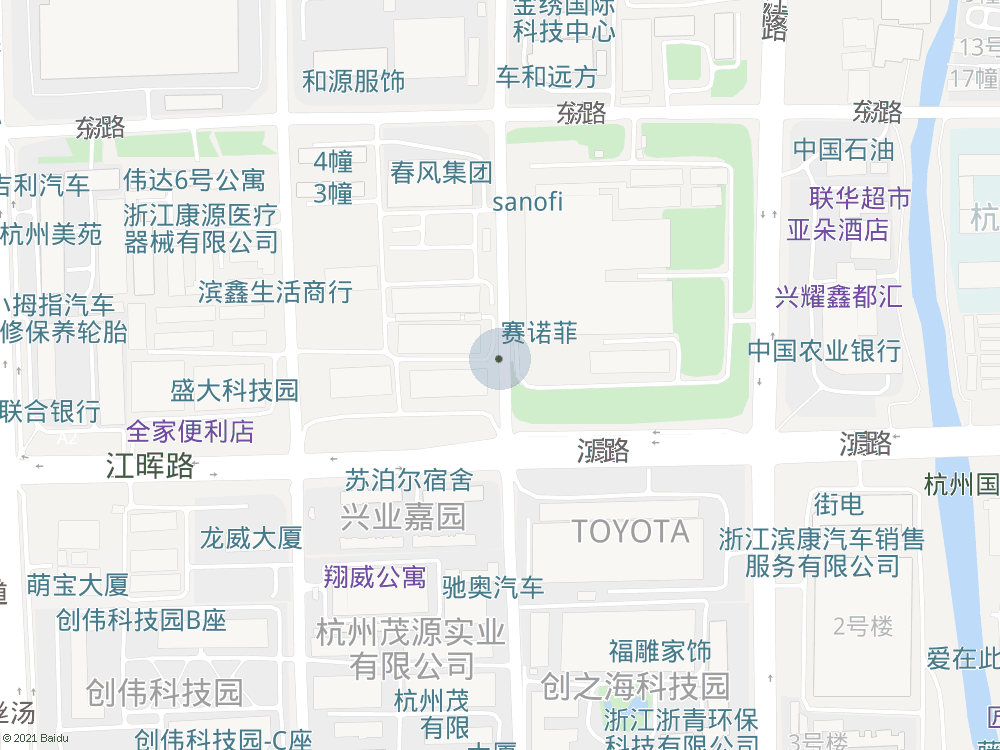 金绣国际
科技中心
江
路
13号
17幢
和源服饰
车和远方
东路
东路
东路
4幢
3幢
春风集团
中国石油
吉利汽车
伟达6号公寓
sanofi
联华超市
亚朵酒店
杭
浙江康源医疗
器械有限公司
杭州美苑
滨鑫生活商行
兴耀鑫都汇
小拇指汽车
修保养轮胎
赛诺菲
中国农业银行
盛大科技园
联合银行
A2
全家便利店
江晖路
路
路
苏泊尔宿舍
兴业嘉园
杭州国
街电
龙威大厦
TOYOTA
浙江滨康汽车销售
服务有限公司
萌宝大厦
翔威公寓
驰奥汽车
道
创伟科技园B座
杭州茂源实业
有限公司
2号楼
福雕家饰
爱在此
创伟科技园
创之海科技园
杭州茂
有限
丝汤
浙江浙青环保
科技有限公司
创伟科技园-C座
大厦
3号楼
© 2021 Baidu